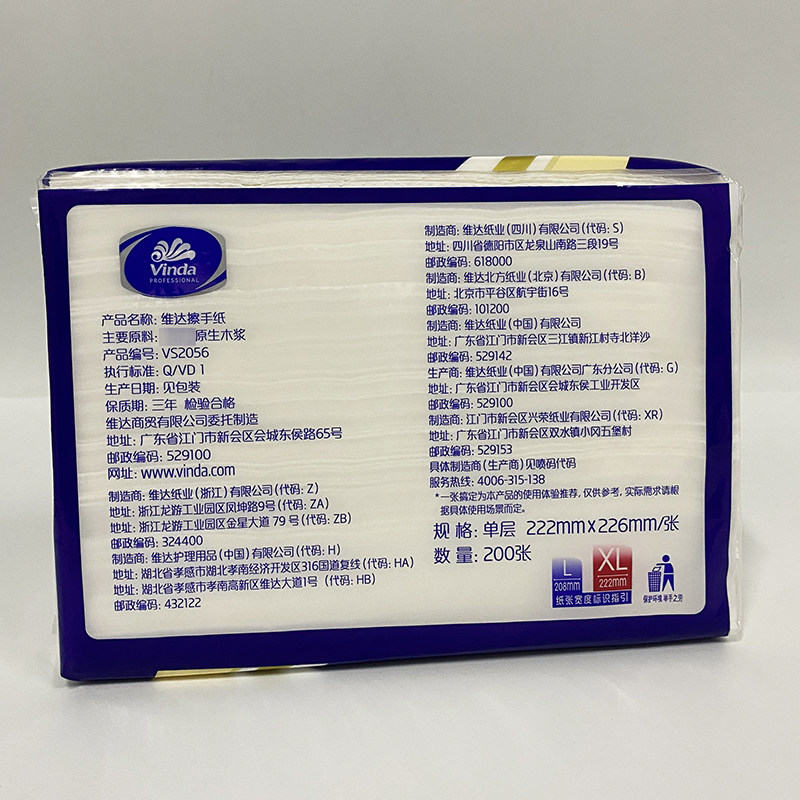 Vinda
PROFESSIONAL
产品名称: 维达擦手纸
主要原料: 原生木浆
产品编号: VS2056
执行标准: Q/VD 1
生产日期: 见包装
保质期: 三年 检验合格
维达商贸有限公司委托制造
地址: 广东省江门市新会区会城东侯路65号
邮政编码: 529100
网址: www.vinda.com
制造商: 维达纸业(浙江)有限公司(代码: Z)
地址: 浙江龙游工业园区凤坤路9号(代码: ZA)
地址: 浙江龙游工业园区金星大道 79 号(代码: ZB)
邮政编码: 324400
制造商: 维达护理用品(中国)有限公司(代码: H)
地址: 湖北省孝感市湖北孝南经济开发区316国道复线(代码: HA)
地址: 湖北省孝感市孝南高新区维达大道1号(代码: HB)
邮政编码: 432122
制造商: 维达纸业(四川)有限公司(代码: S)
地址: 四川省德阳市区龙泉山南路三段19号
邮政编码: 618000
制造商: 维达北方纸业(北京)有限公司(代码: B)
地址: 北京市平谷区航宇街16号
邮政编码: 101200
制造商: 维达纸业(中国)有限公司
地址: 广东省江门市新会区三江镇新江村寺北洋沙
邮政编码: 529142
生产商: 维达纸业(中国)有限公司广东分公司(代码: G)
地址: 广东省江门市新会区会城东侯工业开发区
邮政编码: 529100
制造商: 江门市新会区兴荣纸业有限公司(代码: XR)
地址: 广东省江门市新会区双水镇小冈五堡村
邮政编码: 529153
具体制造商(生产商)见喷码代码
服务热线: 4006-315-138
*一张搞定为本产品的使用体验推荐, 仅供参考, 实际需求请根
据具体使用场景而定。
规 格: 单层 222mmx226mm/张
数 量: 200张
L
208mm
XL
222mm
纸张宽度标识指引
保护环境 举手之劳